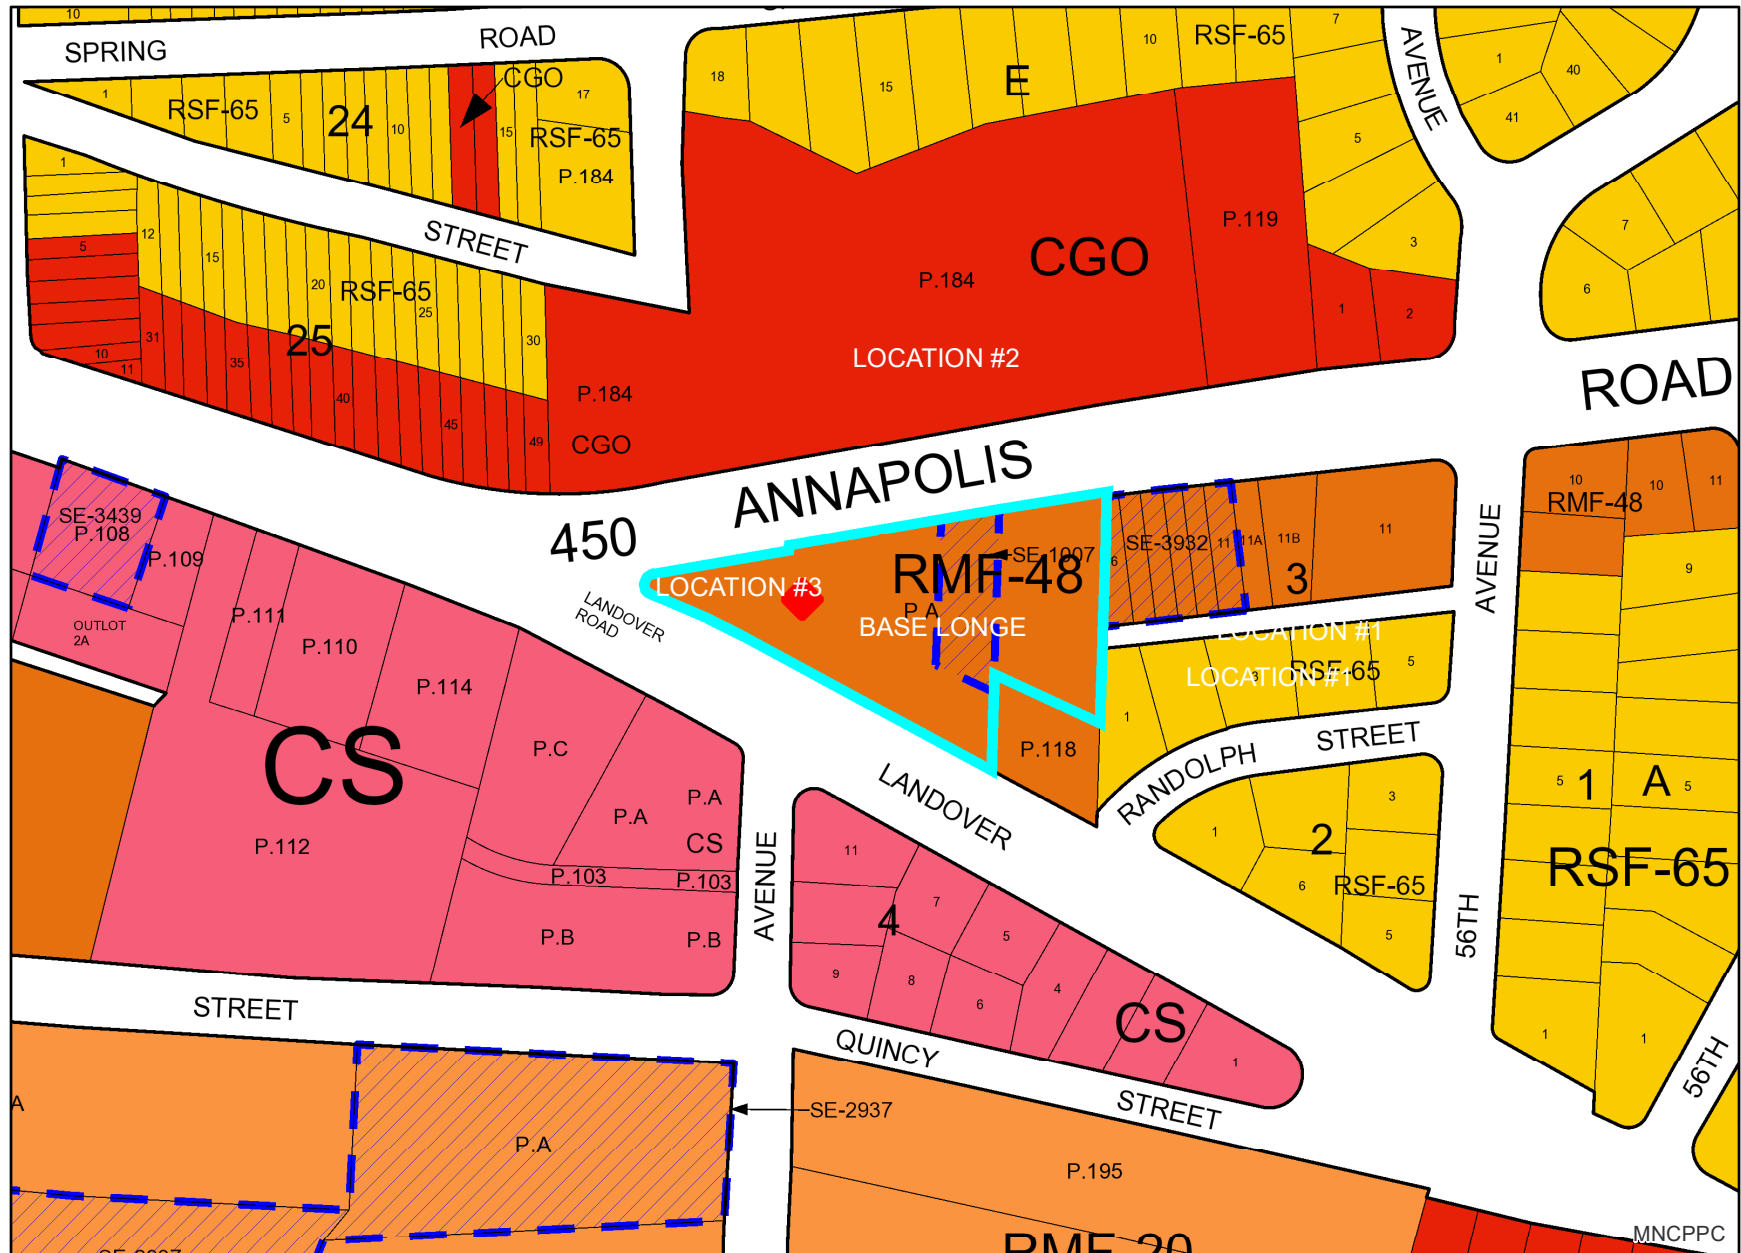 10
SPRING
ROAD
18
15
10
RSF-65
E
7
AVENUE
1
40
41
1
RSF-65
5
24
10
CGO
15
17
RSF-65
P.184
5
3
7
6
1
STREET
12
15
20
RSF-65
25
25
30
5
10
11
31
35
40
45
49
P.184
CGO
P.184
CGO
P.119
1
2
LOCATION #2
ROAD
ANNAPOLIS
450
LANDOVER
ROAD
SE-3439
P.108
P.109
OUTLOT
2A
P.111
P.110
P.114
CS
P.112
P.C
P.A
P.A
CS
P.103
P.103
P.B
P.B
LOCATION #3
RMF-48
SE-1007
P.A
BASE LONGE
P.118
6
SE-3932
11
11A
11B
11
3
LOCATION #1
LOCATION #1
RSF-65
3
5
1
AVENUE
10
RMF-48
10
11
9
RANDOLPH
STREET
LANDOVER
1
2
3
6
RSF-65
5
56TH
5
1
A
5
RSF-65
1
1
56TH
AVENUE
11
4
7
5
9
8
6
4
CS
1
STREET
QUINCY
STREET
A
P.A
SE-2937
P.195
RMF-20
SE-2937
MNCPPC